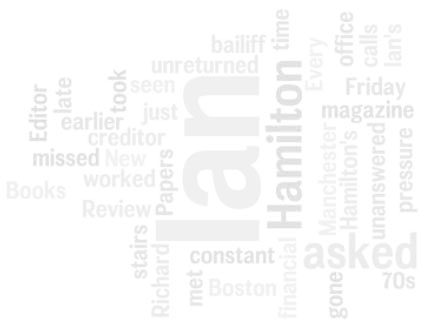 bailiff
time
office
calls
Ian's
unreturned
Every
Editor
late
took
seen
Ian
Hamilton
Friday
earlier
just
magazine
creditor
missed
New
Papers
Manchester
Hamilton's
unanswered
pressure
worked
Books
Review
stairs
Richard
constant
asked
met
Boston
financial
gone
70s